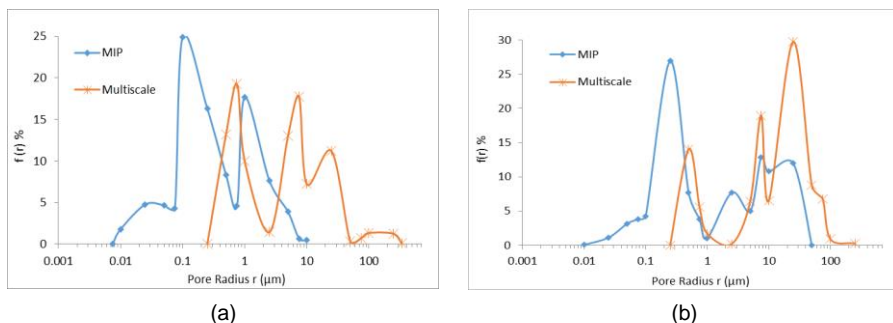 25
20
15
10
5
0
f (r) %
MIP
Multiscale
0.001 0.01 0.1 1 10 100
Pore Radius r (µm)
(a)
30
25
20
15
10
5
0
f(r) %
MIP
Multiscale
0.001 0.01 0.1 1 10 100
Pore Radius r (µm)
(b)